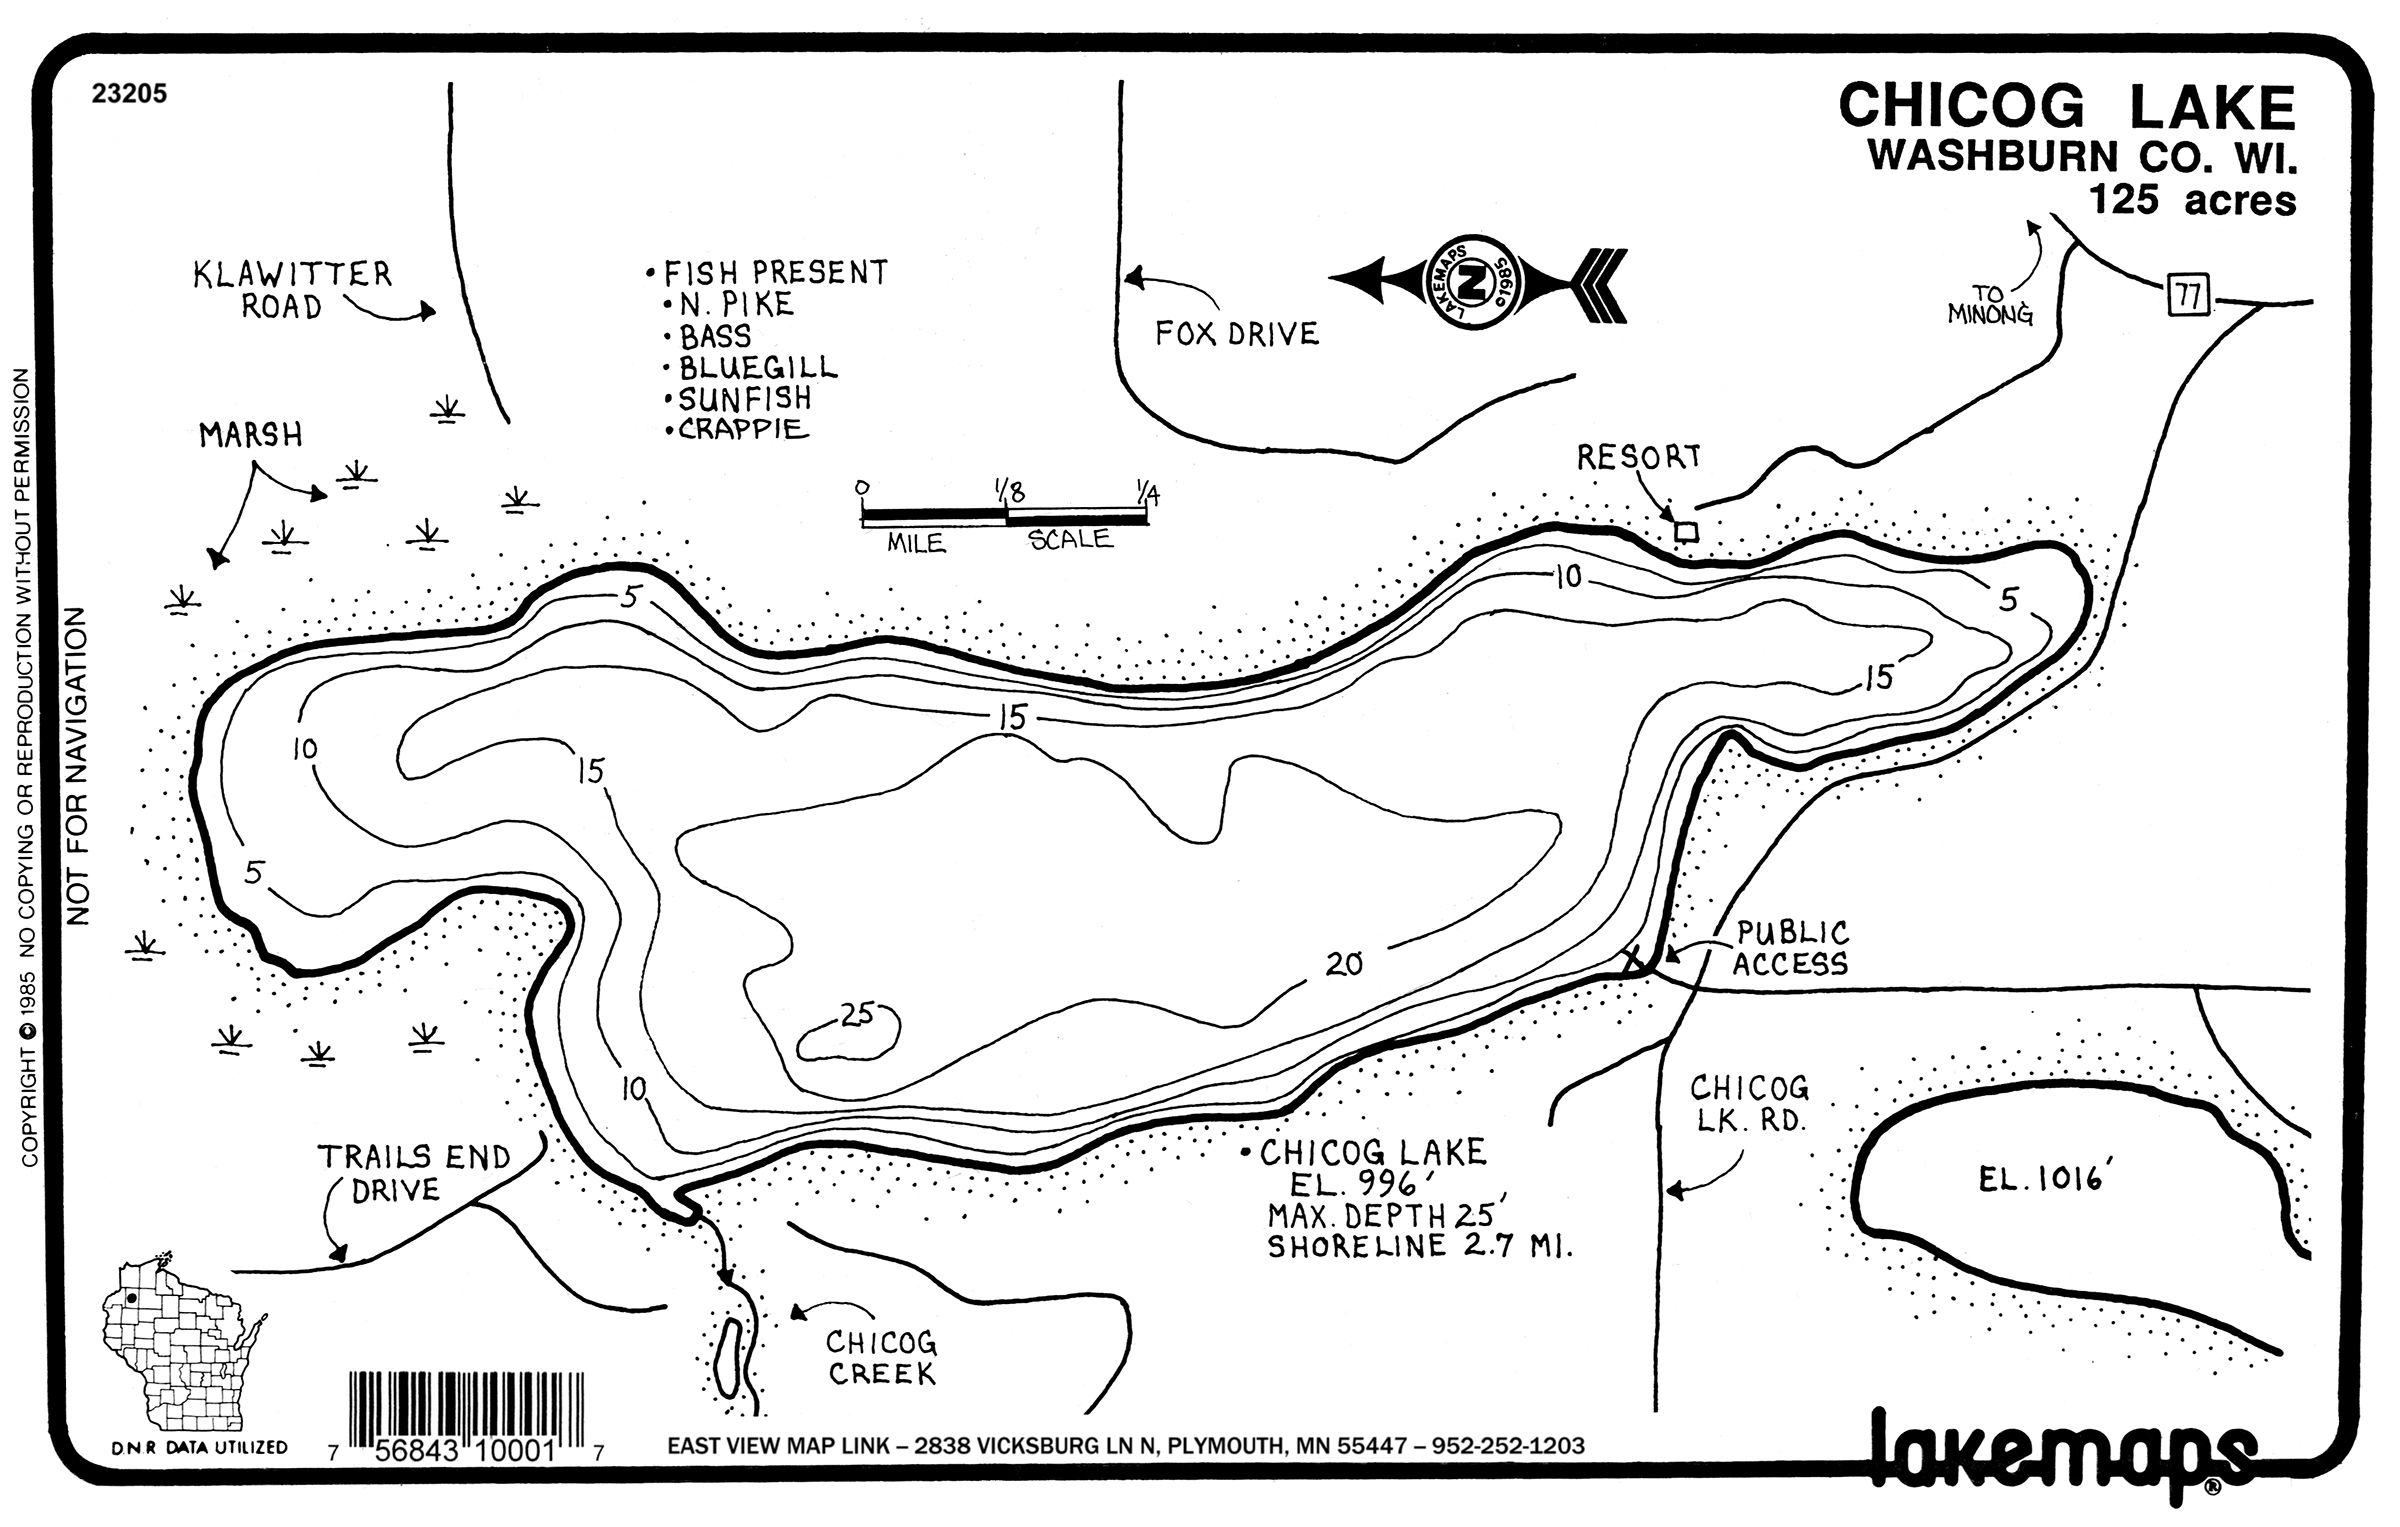 23205
CHICOG LAKE
WASHBURN CO. WI.
125 acres
KLAWITTER
ROAD
• FISH PRESENT
• N. PIKE
• BASS
• BLUEGILL
• SUNFISH
• CRAPPIE
FOX DRIVE
LAKEMAPS
N
©1985
TO
MINONG
77
MARSH
RESORT
0 1/8 1/4
MILE SCALE
5
10
5
15
15
10
15
5
20
25
10
PUBLIC
ACCESS
CHICOG
LK. RD.
EL. 1016'
• CHICOG LAKE
EL. 996'
MAX. DEPTH 25'
SHORELINE 2.7 MI.
TRAILS END
DRIVE
CHICOG
CREEK
D.N.R DATA UTILIZED
7 56843 10001 7
EAST VIEW MAP LINK – 2838 VICKSBURG LN N, PLYMOUTH, MN 55447 – 952-252-1203
lakemaps®
NOT FOR NAVIGATION
COPYRIGHT © 1985 NO COPYING OR REPRODUCTION WITHOUT PERMISSION